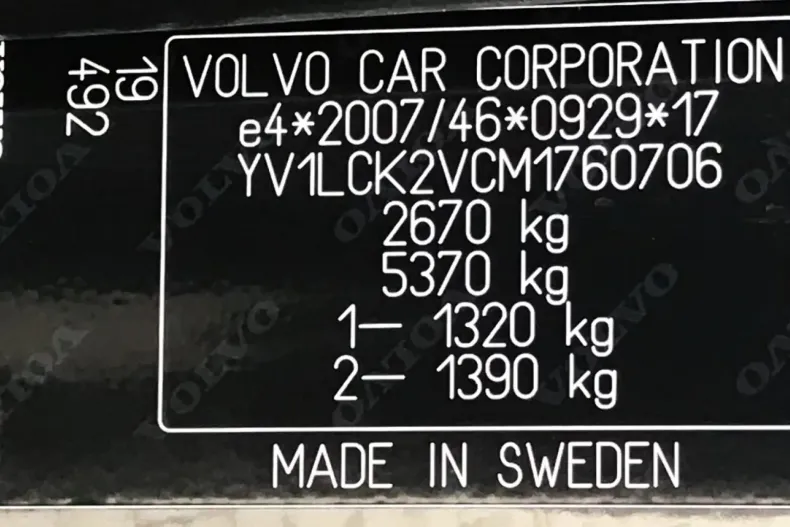 19
492
VOLVO CAR CORPORATION
e4*2007/46*0929*17
YV1LCK2VCM1760706
2670 kg
5370 kg
1– 1320 kg
2– 1390 kg
MADE IN SWEDEN